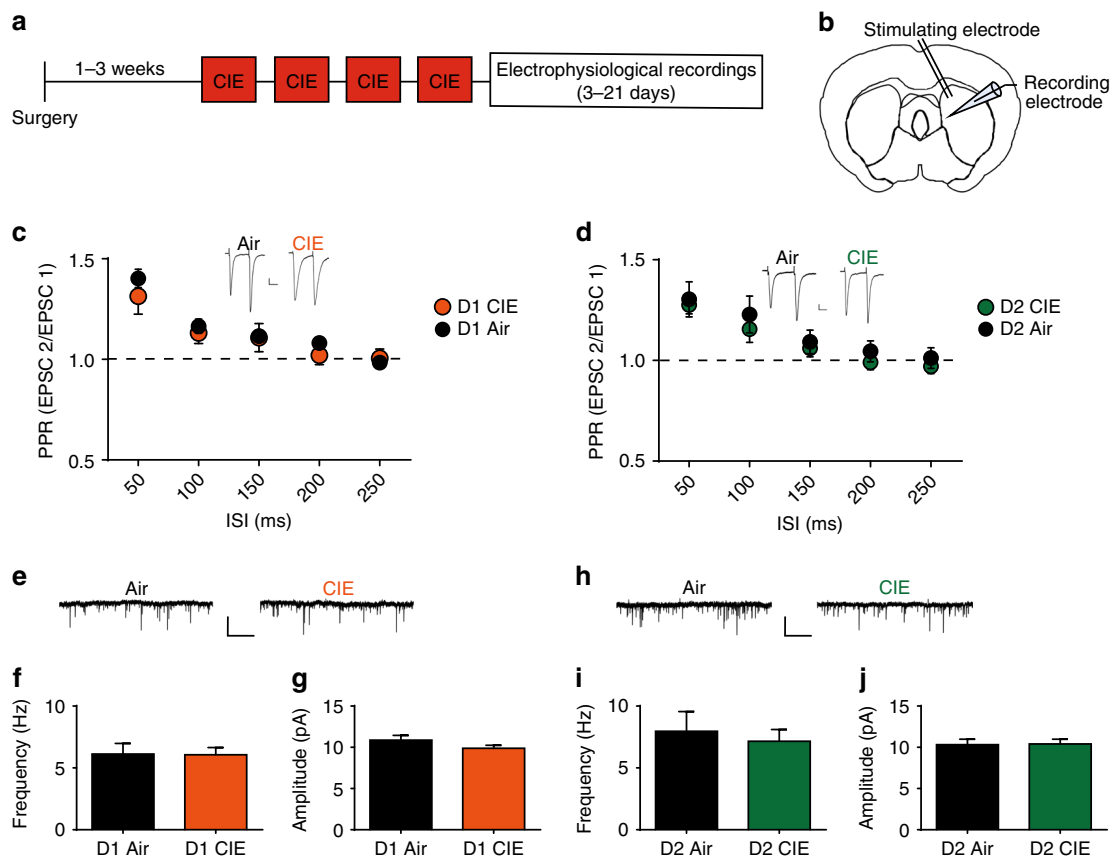 a
1–3 weeks
CIE CIE CIE CIE
Electrophysiological recordings
(3–21 days)
Surgery
b
Stimulating electrode
Recording
electrode
c
PPR (EPSC 2/EPSC 1)
1.5
1.0
0.5
Air CIE
D1 CIE
D1 Air
50 100 150 200 250
ISI (ms)
d
PPR (EPSC 2/EPSC 1)
1.5
1.0
0.5
Air CIE
D2 CIE
D2 Air
50 100 150 200 250
ISI (ms)
e
Air CIE
h
Air CIE
f
Frequency (Hz)
10
5
0
D1 Air D1 CIE
g
Amplitude (pA)
15
10
5
0
D1 Air D1 CIE
i
Frequency (Hz)
10
5
0
D2 Air D2 CIE
j
Amplitude (pA)
15
10
5
0
D2 Air D2 CIE